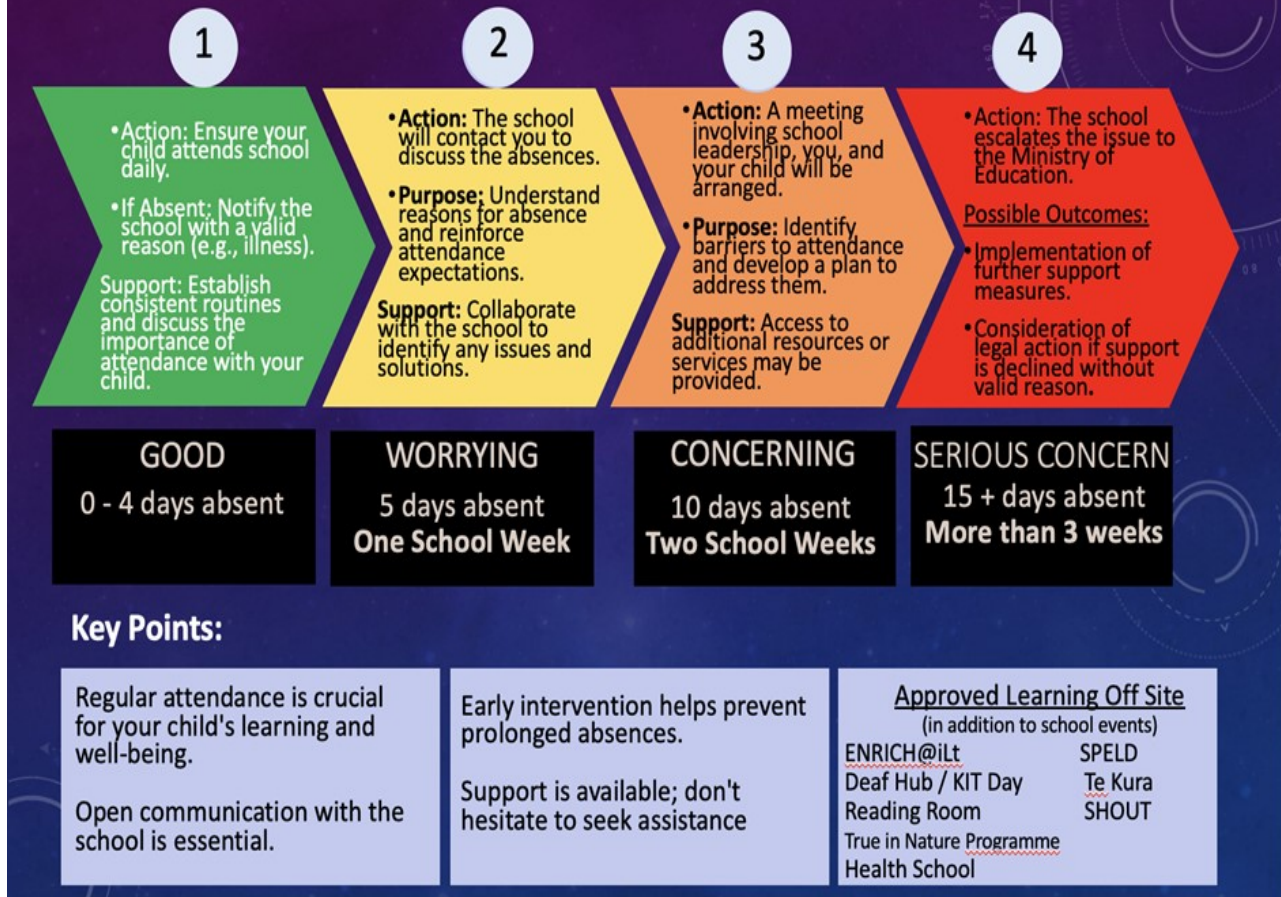 1
•Action: Ensure your
child attends school
daily.
•If Absent: Notify the
school with a valid
reason (e.g., illness).
Support: Establish
consistent routines
and discuss the
importance of
attendance with your
child.
2
•Action: The school
will contact you to
discuss the absences.
•Purpose: Understand
reasons for absence
and reinforce
attendance
expectations.
Support: Collaborate
with the school to
identify any issues and
solutions.
3
•Action: A meeting
involving school
leadership, you, and
your child will be
arranged.
•Purpose: Identify
barriers to attendance
and develop a plan to
address them.
Support: Access to
additional resources or
services may be
provided.
4
•Action: The school
escalates the issue to
the Ministry of
Education.
Possible Outcomes:
•Implementation of
further support
measures.
•Consideration of
legal action if support
is declined without
valid reason.
GOOD
0 - 4 days absent
WORRYING
5 days absent
One School Week
CONCERNING
10 days absent
Two School Weeks
SERIOUS CONCERN
15 + days absent
More than 3 weeks
Key Points:
Regular attendance is crucial
for your child's learning and
well-being.
Open communication with the
school is essential.
Early intervention helps prevent
prolonged absences.
Support is available; don't
hesitate to seek assistance
Approved Learning Off Site
(in addition to school events)
ENRICH@iLt SPELD
Deaf Hub / KIT Day Te Kura
Reading Room SHOUT
True in Nature Programme
Health School